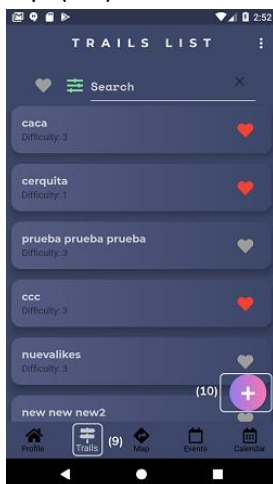 2:52
TRAILS LIST
Search
caca
Difficulty: 3
cerquita
Difficulty: 1
prueba prueba prueba
Difficulty: 3
ccc
Difficulty: 3
nuevalikes
Difficulty: 3
(10)
new new new2
Profile Trails (9) Map Events Calendar